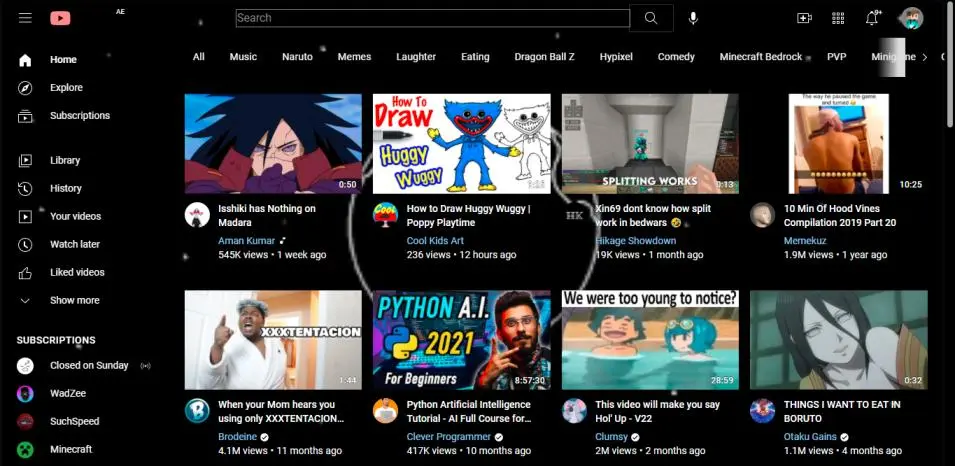 AE
Search
9+
All Music Naruto Memes Laughter Eating Dragon Ball Z Hypixel Comedy Minecraft Bedrock PVP
Home
Explore
Subscriptions
Library
History
Your videos
Watch later
Liked videos
Show more
SUBSCRIPTIONS
Closed on Sunday
WadZee
SuchSpeed
Minecraft
0:50
Isshiki has Nothing on
Madara
Aman Kumar
545K views • 1 week ago
How To
Draw
Huggy
Wuggy
How to Draw Huggy Wuggy |
Poppy Playtime
COOL
Cool Kids Art
236 views • 12 hours ago
SPLITTING WORKS
0:13
HK
Xin69 dont know how split
work in bedwars 🤣
Hikage Showdown
19K views • 1 month ago
The way he paused the game
and turned
10:25
10 Min Of Hood Vines
Compilation 2019 Part 20
Memekuz
1.9M views • 1 year ago
XXXTENTACION
1:44
When your Mom hears you
using only XXXTENTACION...
Brodeine
4.1M views • 11 months ago
PYTHON A.I.
2021
For Beginners
8:57:30
Python Artificial Intelligence
Tutorial - AI Full Course for...
Clever Programmer
417K views • 10 months ago
We were too young to notice?
28:59
This video will make you say
Hol' Up - V22
Clumsy
2M views • 2 months ago
0:32
THINGS I WANT TO EAT IN
BORUTO
Otaku Gains
1.1M views • 4 months ago